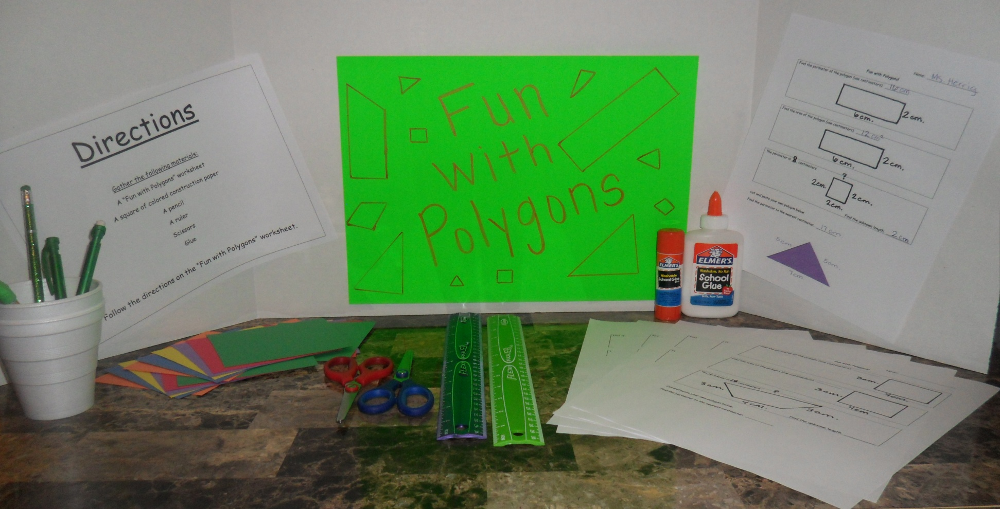 Directions
Gather the following materials:
A "Fun with Polygons" worksheet
A square of colored construction paper
A pencil
A ruler
Scissors
Glue
Follow the directions on the "Fun with Polygons" worksheet.
Fun
with
Polygons
ELMER'S
Washable
School Glue
ELMER'S
Washable, No Run
School
Glue
Safe, Non-Toxic
FLEXI RULER
FLEXI RULER
Fun with Polygons!
Name: Ms. Herrig
Find the perimeter of the polygon (use centimeters) 16 cm
6cm.
2cm.
Find the area of the polygon (use centimeters) 12 cm²
6cm.
2cm.
The perimeter is 8 centimeters
?
2cm.
2cm.
2cm.
Find the unknown length 2cm
Cut and paste your own polygon below
Find the perimeter to the nearest centimeter 17cm
5cm
5cm.
7cm
Fun with Polygons!
Name:
Find the perimeter of the polygon (use centimeters)
3cm.
4cm.
Find the area of the polygon (use centimeters)
3cm.
4cm.
The perimeter is 18 centimeters
3cm.
?
4cm.
3cm.
Find the unknown length
Cut and paste your own polygon below
Find the perimeter to the nearest centimeter